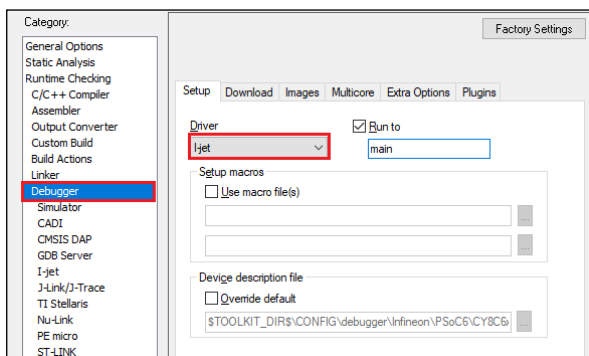 Category:
Factory Settings
General Options
Static Analysis
Runtime Checking
C/C++ Compiler
Assembler
Output Converter
Custom Build
Build Actions
Linker
Debugger
Simulator
CADI
CMSIS DAP
GDB Server
I-jet
J-Link/J-Trace
TI Stellaris
Nu-Link
PE micro
ST-LINK
Setup Download Images Multicore Extra Options Plugins
Driver
Run to
I-jet
main
Setup macros
Use macro file(s)
...
...
Device description file
Override default
$TOOLKIT_DIR$\CONFIG\debugger\Infineon\PSoC6\CY8C6
...